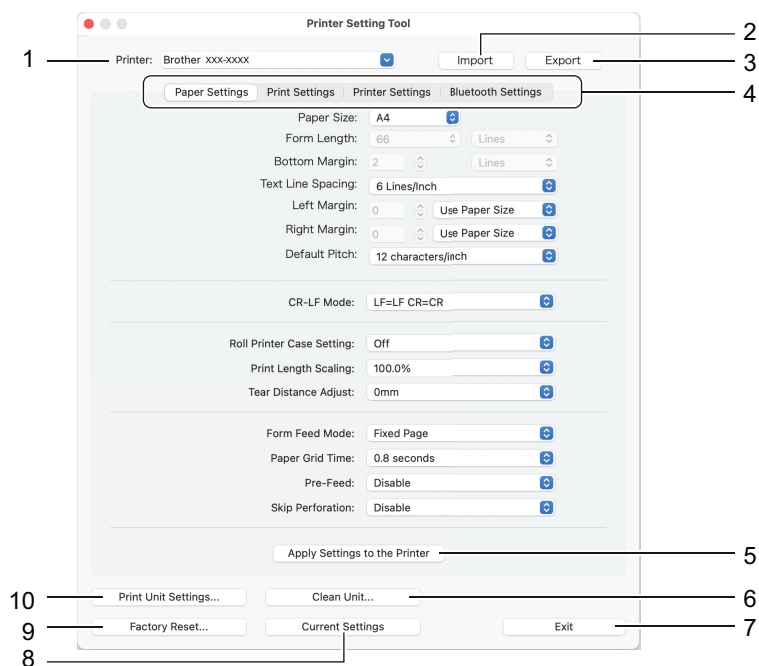 Printer Setting Tool
2
1 Printer: Brother xxx-xxxx Import Export 3
Paper Settings Print Settings Printer Settings Bluetooth Settings 4
Paper Size: A4
Form Length: 66 Lines
Bottom Margin: 2 Lines
Text Line Spacing: 6 Lines/Inch
Left Margin: 0 Use Paper Size
Right Margin: 0 Use Paper Size
Default Pitch: 12 characters/inch
CR-LF Mode: LF=LF CR=CR
Roll Printer Case Setting: Off
Print Length Scaling: 100.0%
Tear Distance Adjust: 0mm
Form Feed Mode: Fixed Page
Paper Grid Time: 0.8 seconds
Pre-Feed: Disable
Skip Perforation: Disable
Apply Settings to the Printer 5
10 Print Unit Settings... Clean Unit... 6
9 Factory Reset... Current Settings Exit 7
8